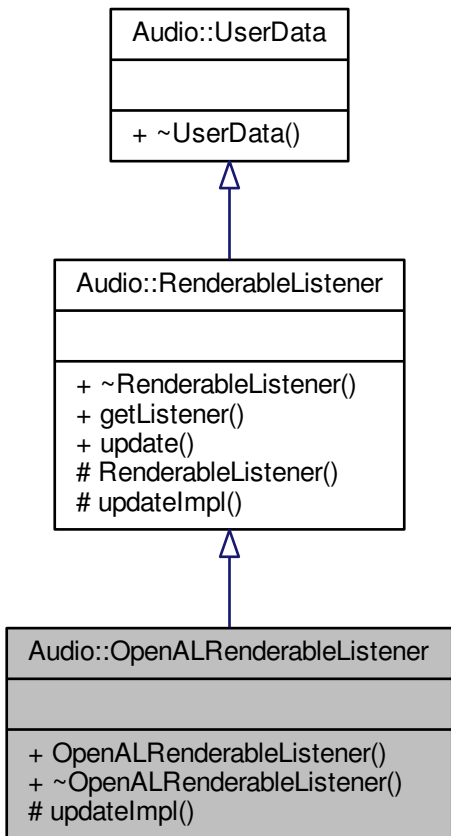 Audio::UserData
+ ~UserData()
Audio::RenderableListener
+ ~RenderableListener()
+ getListener()
+ update()
# RenderableListener()
# updateImpl()
Audio::OpenALRenderableListener
+ OpenALRenderableListener()
+ ~OpenALRenderableListener()
# updateImpl()